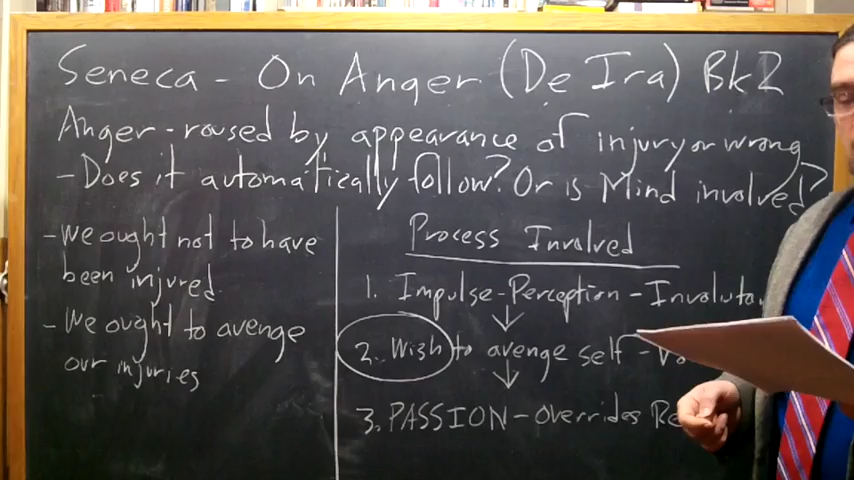 Seneca - On Anger (De Ira) Bk 2
Anger - roused by appearance of injury or wrong
- Does it automatically follow? Or is Mind involved?
- We ought not to have
been injured
- We ought to avenge
our injuries
Process Involved
1. Impulse-Perception - Involuntar
2. Wish to avenge self - Vo
3. PASSION - Overrides Re